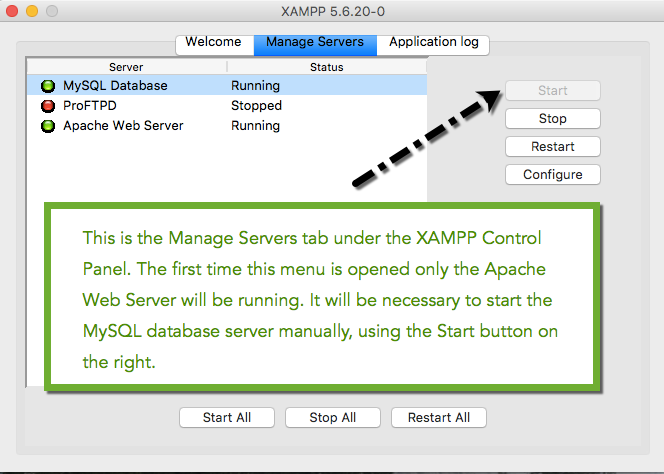 XAMPP 5.6.20-0
Welcome Manage Servers Application log
Server Status
MySQL Database Running
ProFTPD Stopped
Apache Web Server Running
Start
Stop
Restart
Configure
This is the Manage Servers tab under the XAMPP Control
Panel. The first time this menu is opened only the Apache
Web Server will be running. It will be necessary to start the
MySQL database server manually, using the Start button on
the right.
Start All Stop All Restart All